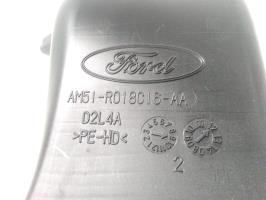 Ford
AM51-R018C16-AA
D2L4A
>PE-HD<
2